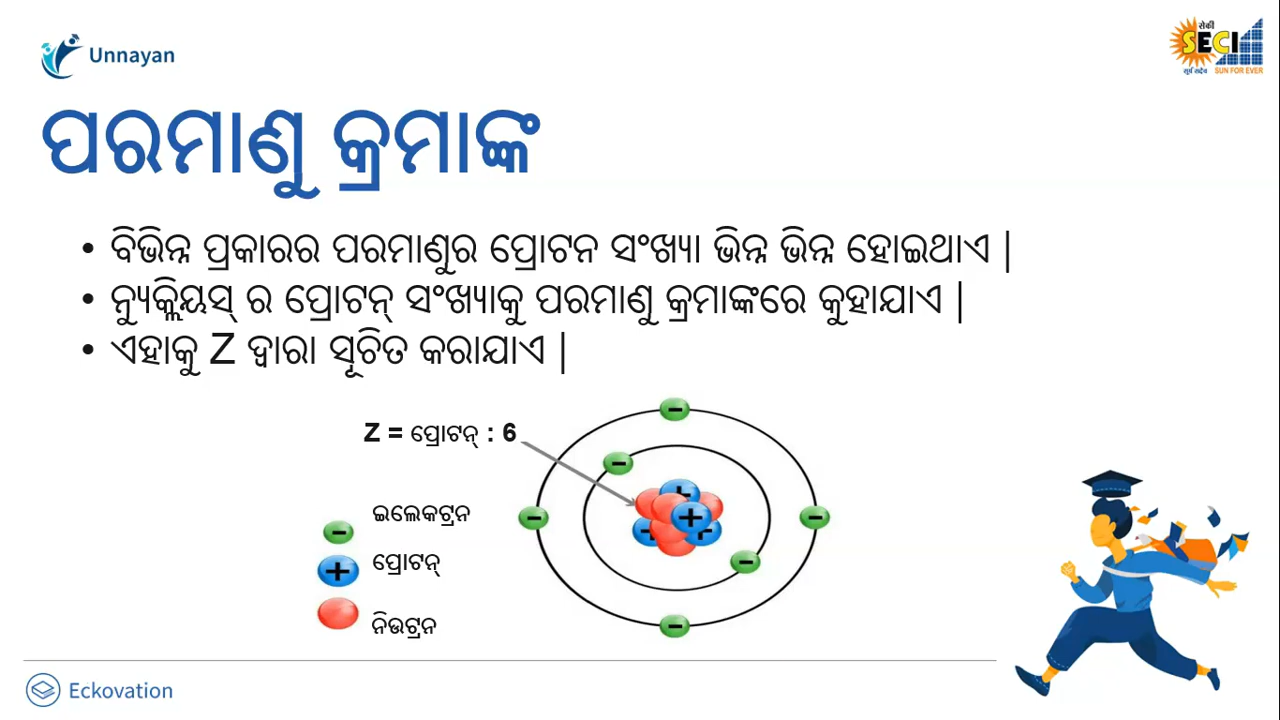 Unnayan
सेकी
SECI
सूर्य सदैव
SUN FOR EVER
ପରମାଣୁ କ୍ରମାଙ୍କ
• ବିଭିନ୍ନ ପ୍ରକାରର ପରମାଣୁର ପ୍ରୋଟନ ସଂଖ୍ୟା ଭିନ୍ନ ଭିନ୍ନ ହୋଇଥାଏ |
• ନ୍ୟୁକ୍ଲିୟସ୍ ର ପ୍ରୋଟନ୍ ସଂଖ୍ୟାକୁ ପରମାଣୁ କ୍ରମାଙ୍କରେ କୁହାଯାଏ |
• ଏହାକୁ Z ଦ୍ୱାରା ସୂଚିତ କରାଯାଏ |
Z = ପ୍ରୋଟନ୍ : 6
ଇଲେକଟ୍ରନ
ପ୍ରୋଟନ୍
ନିଉଟ୍ରନ
Eckovation